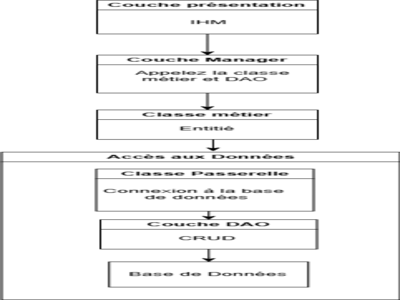 Couche présentation
IHM
Couche Manager
Appelez la classe
métier et DAO
Classe métier
Entitié
Accès aux Données
Classe Passerelle
Connexion à la base
de données
Couche DAO
CRUD
Base de Données